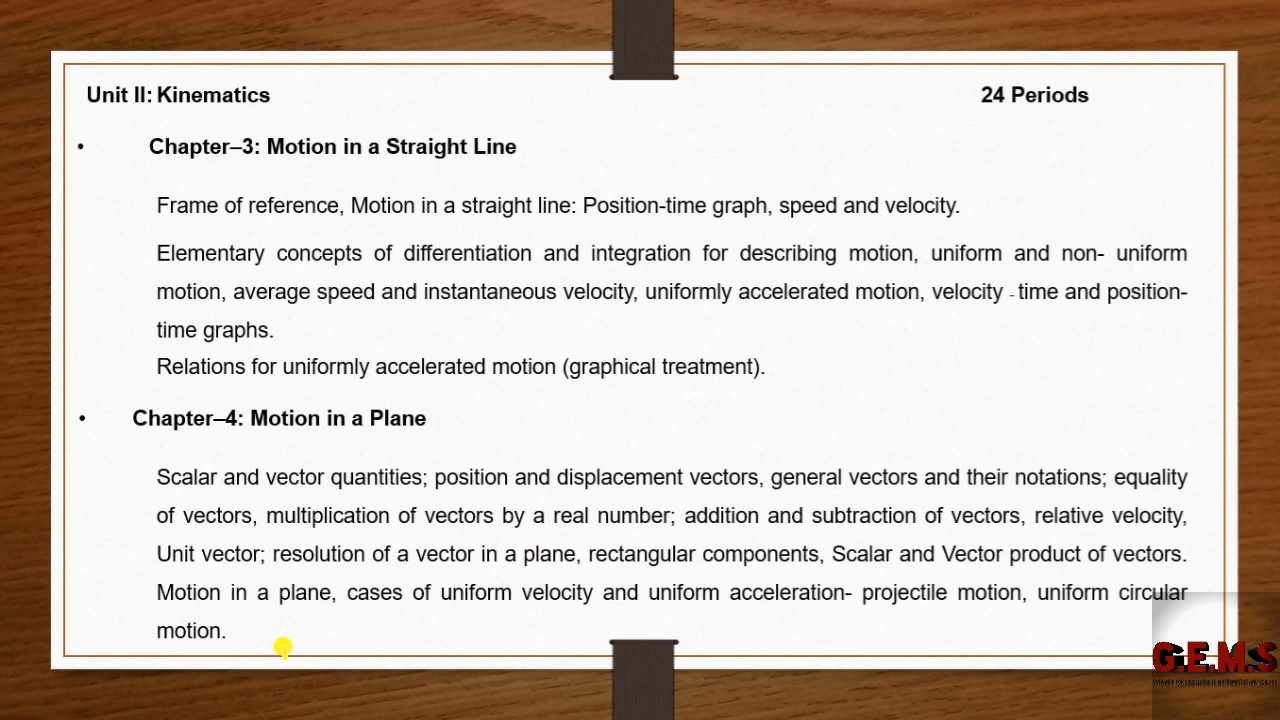 Unit II: Kinematics 24 Periods
• Chapter–3: Motion in a Straight Line
Frame of reference, Motion in a straight line: Position-time graph, speed and velocity.
Elementary concepts of differentiation and integration for describing motion, uniform and non- uniform
motion, average speed and instantaneous velocity, uniformly accelerated motion, velocity - time and position-
time graphs.
Relations for uniformly accelerated motion (graphical treatment).
• Chapter–4: Motion in a Plane
Scalar and vector quantities; position and displacement vectors, general vectors and their notations; equality
of vectors, multiplication of vectors by a real number; addition and subtraction of vectors, relative velocity,
Unit vector; resolution of a vector in a plane, rectangular components, Scalar and Vector product of vectors.
Motion in a plane, cases of uniform velocity and uniform acceleration- projectile motion, uniform circular
motion.
G.E.M.S